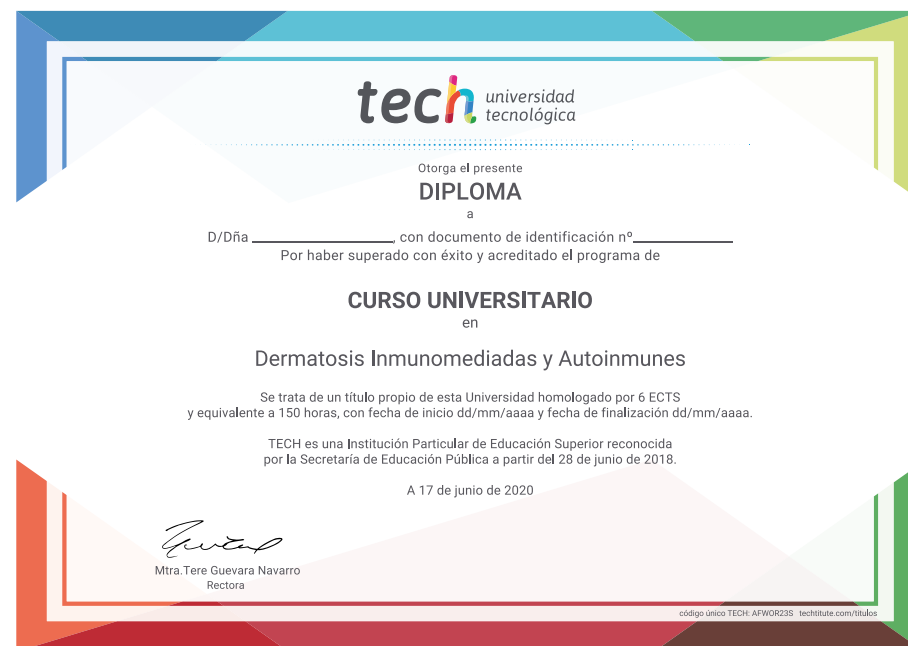 tech universidad
tecnológica
Otorga el presente
DIPLOMA
a
D/Dña ____________________, con documento de identificación nº______________
Por haber superado con éxito y acreditado el programa de
CURSO UNIVERSITARIO
en
Dermatosis Inmunomediadas y Autoinmunes
Se trata de un título propio de esta Universidad homologado por 6 ECTS
y equivalente a 150 horas, con fecha de inicio dd/mm/aaaa y fecha de finalización dd/mm/aaaa.
TECH es una Institución Particular de Educación Superior reconocida
por la Secretaría de Educación Pública a partir del 28 de junio de 2018.
A 17 de junio de 2020
Mtra.Tere Guevara Navarro
Rectora
código único TECH: AFWOR23S techtitute.com/títulos